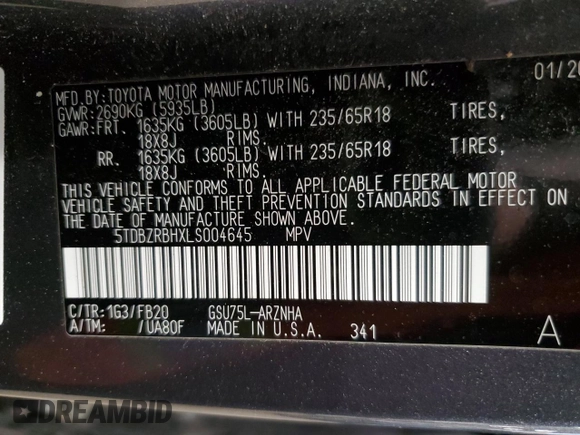 MFD.BY:TOYOTA MOTOR MANUFACTURING, INDIANA, INC. 01/20
GVWR:2690KG (5935LB)
GAWR:FRT. 1635KG (3605LB) WITH 235/65R18 TIRES,
18X8J RIMS.
RR. 1635KG (3605LB) WITH 235/65R18 TIRES,
18X8J RIMS.
THIS VEHICLE CONFORMS TO ALL APPLICABLE FEDERAL MOTOR
VEHICLE SAFETY AND THEFT PREVENTION STANDARDS IN EFFECT ON
THE DATE OF MANUFACTURE SHOWN ABOVE.
5TDBZRBHXLS004645 MPV
C/TR:1G3/FB20 GSU75L-ARZNHA
A/TM: /UA80F MADE IN U.S.A. 341 A
DREAMBID